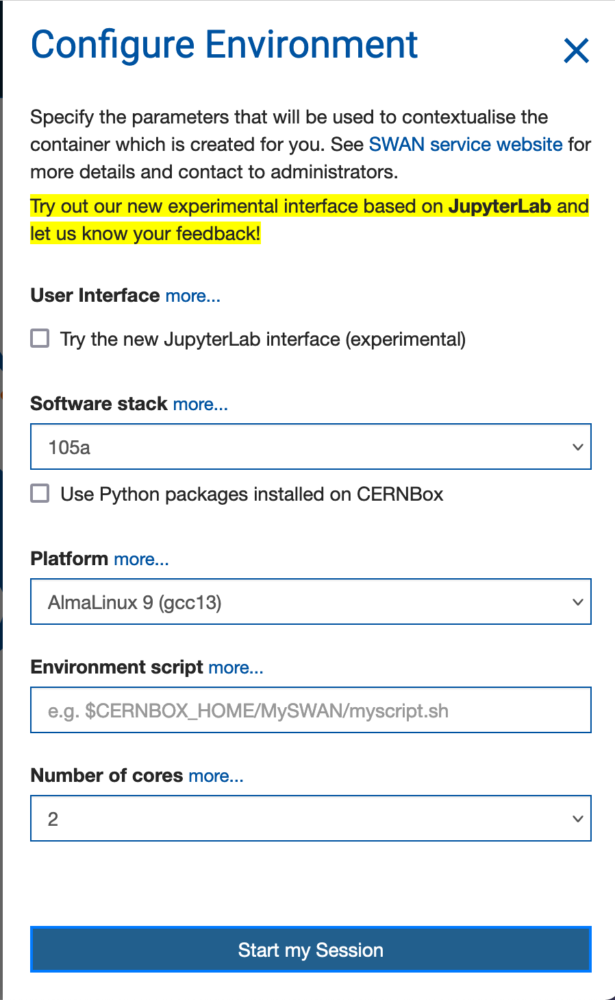 Configure Environment
Specify the parameters that will be used to contextualise the
container which is created for you. See SWAN service website for
more details and contact to administrators.
Try out our new experimental interface based on JupyterLab and
let us know your feedback!
User Interface more...
Try the new JupyterLab interface (experimental)
Software stack more...
105a
Use Python packages installed on CERNBox
Platform more...
AlmaLinux 9 (gcc13)
Environment script more...
e.g. $CERNBOX_HOME/MySWAN/myscript.sh
Number of cores more...
2
Start my Session